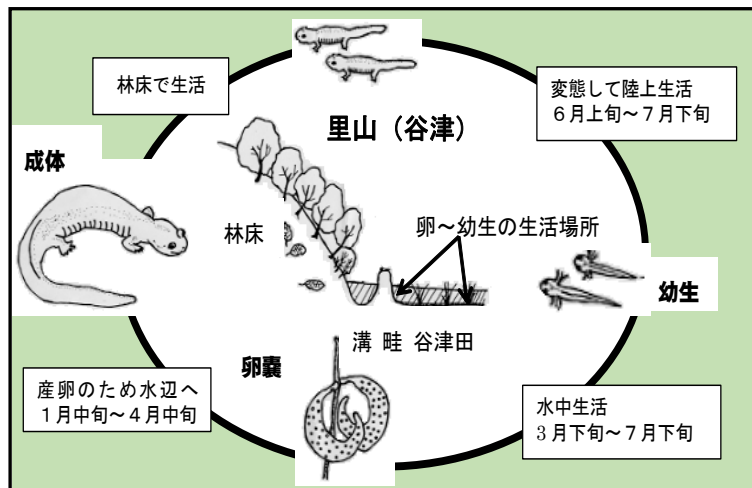 林床で生活
変態して陸上生活
６月上旬～７月下旬
里山（谷津）
成体
林床
卵～幼生の生活場所
幼生
溝 畦 谷津田
卵嚢
産卵のため水辺へ
１月中旬～４月中旬
水中生活
３月下旬～７月下旬